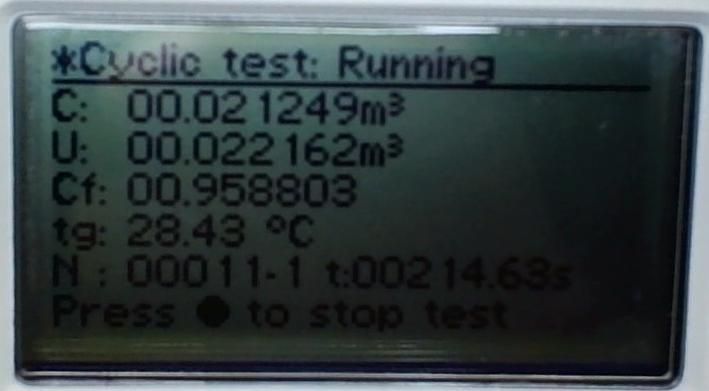 *Cyclic test: Running
C: 00.021249m³
U: 00.022162m³
Cf: 00.958803
tg: 28.43 °C
N : 00011-1 t:00214.63s
Press ● to stop test